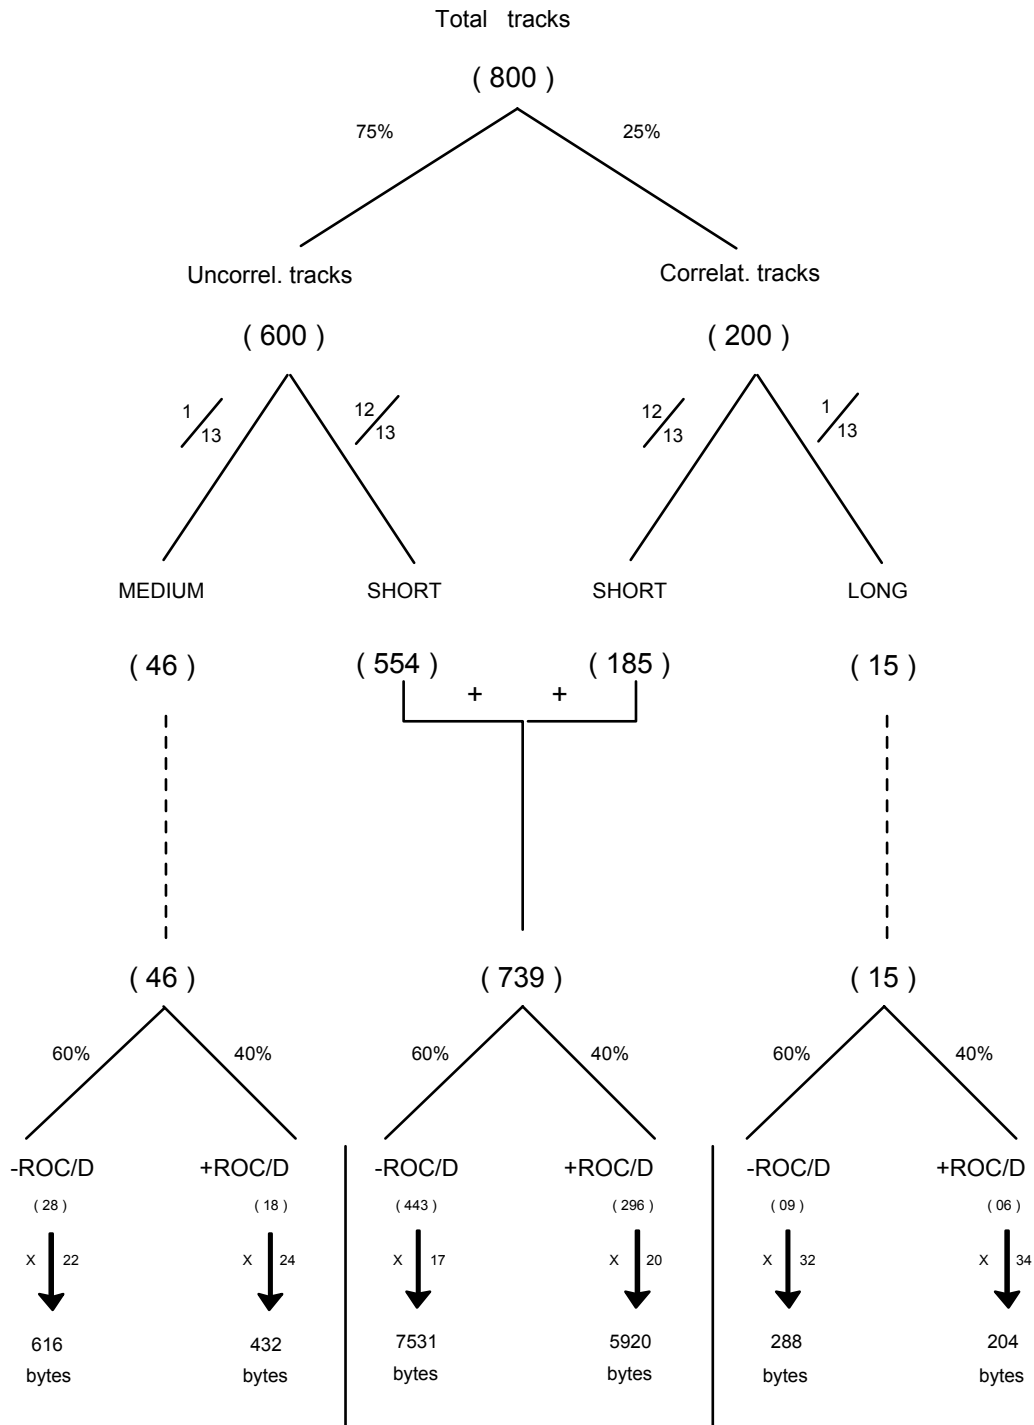 Total tracks
( 800 )
75% 25%
Uncorrel. tracks Correlat. tracks
( 600 ) ( 200 )
1/13 12/13 12/13 1/13
MEDIUM SHORT SHORT LONG
( 46 ) ( 554 ) ( 185 ) ( 15 )
+ +
( 46 ) ( 739 ) ( 15 )
60% 40% 60% 40% 60% 40%
-ROC/D +ROC/D -ROC/D +ROC/D -ROC/D +ROC/D
( 28 ) ( 18 ) ( 443 ) ( 296 ) ( 09 ) ( 06 )
X 22 X 24 X 17 X 20 X 32 X 34
616 432 7531 5920 288 204
bytes bytes bytes bytes bytes bytes